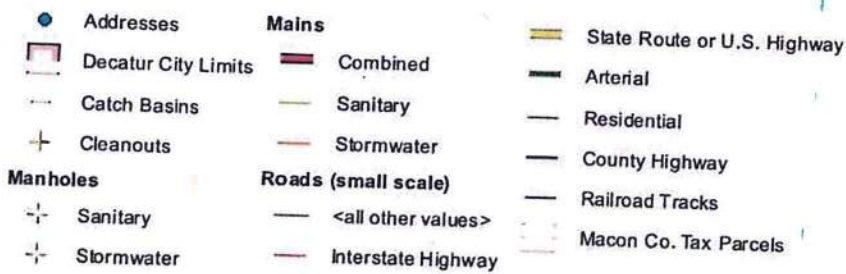 Addresses
Decatur City Limits
Catch Basins
Cleanouts
Manholes
Sanitary
Stormwater
Mains
Combined
Sanitary
Stormwater
Roads (small scale)
<all other values>
Interstate Highway
State Route or U.S. Highway
Arterial
Residential
County Highway
Railroad Tracks
Macon Co. Tax Parcels